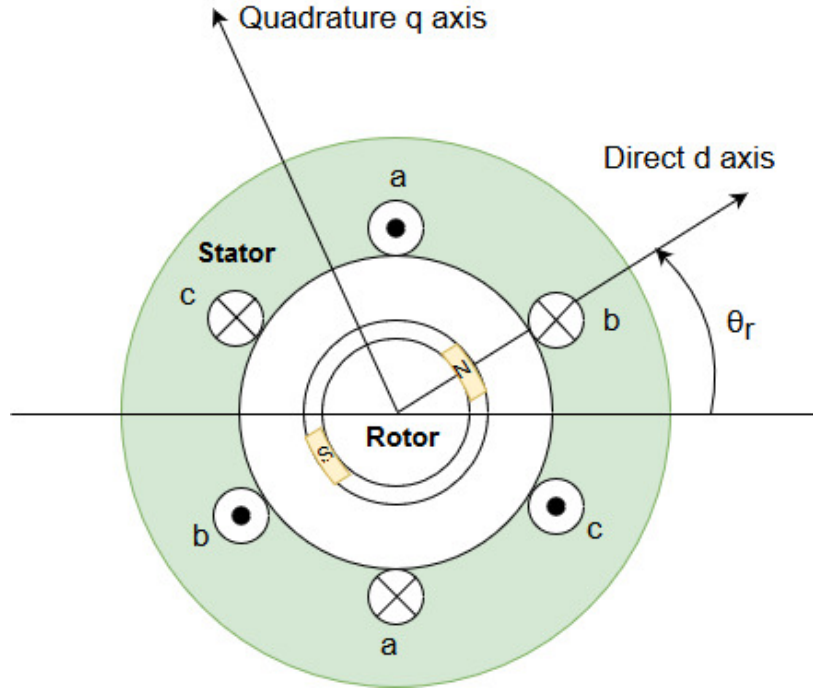 Quadrature q axis
Direct d axis
a
Stator
c
b
θr
N
Rotor
S
b
c
a